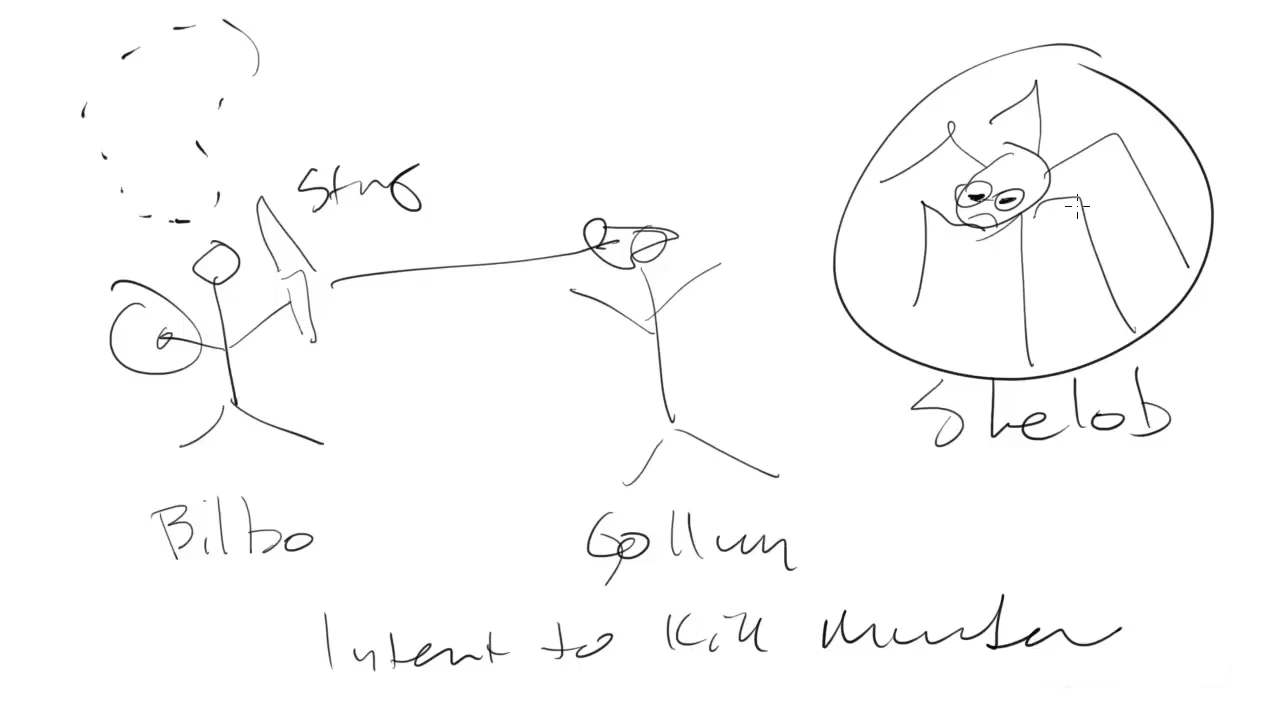 Sting
Shelob
Bilbo
Gollum
Intent to Kill Murder